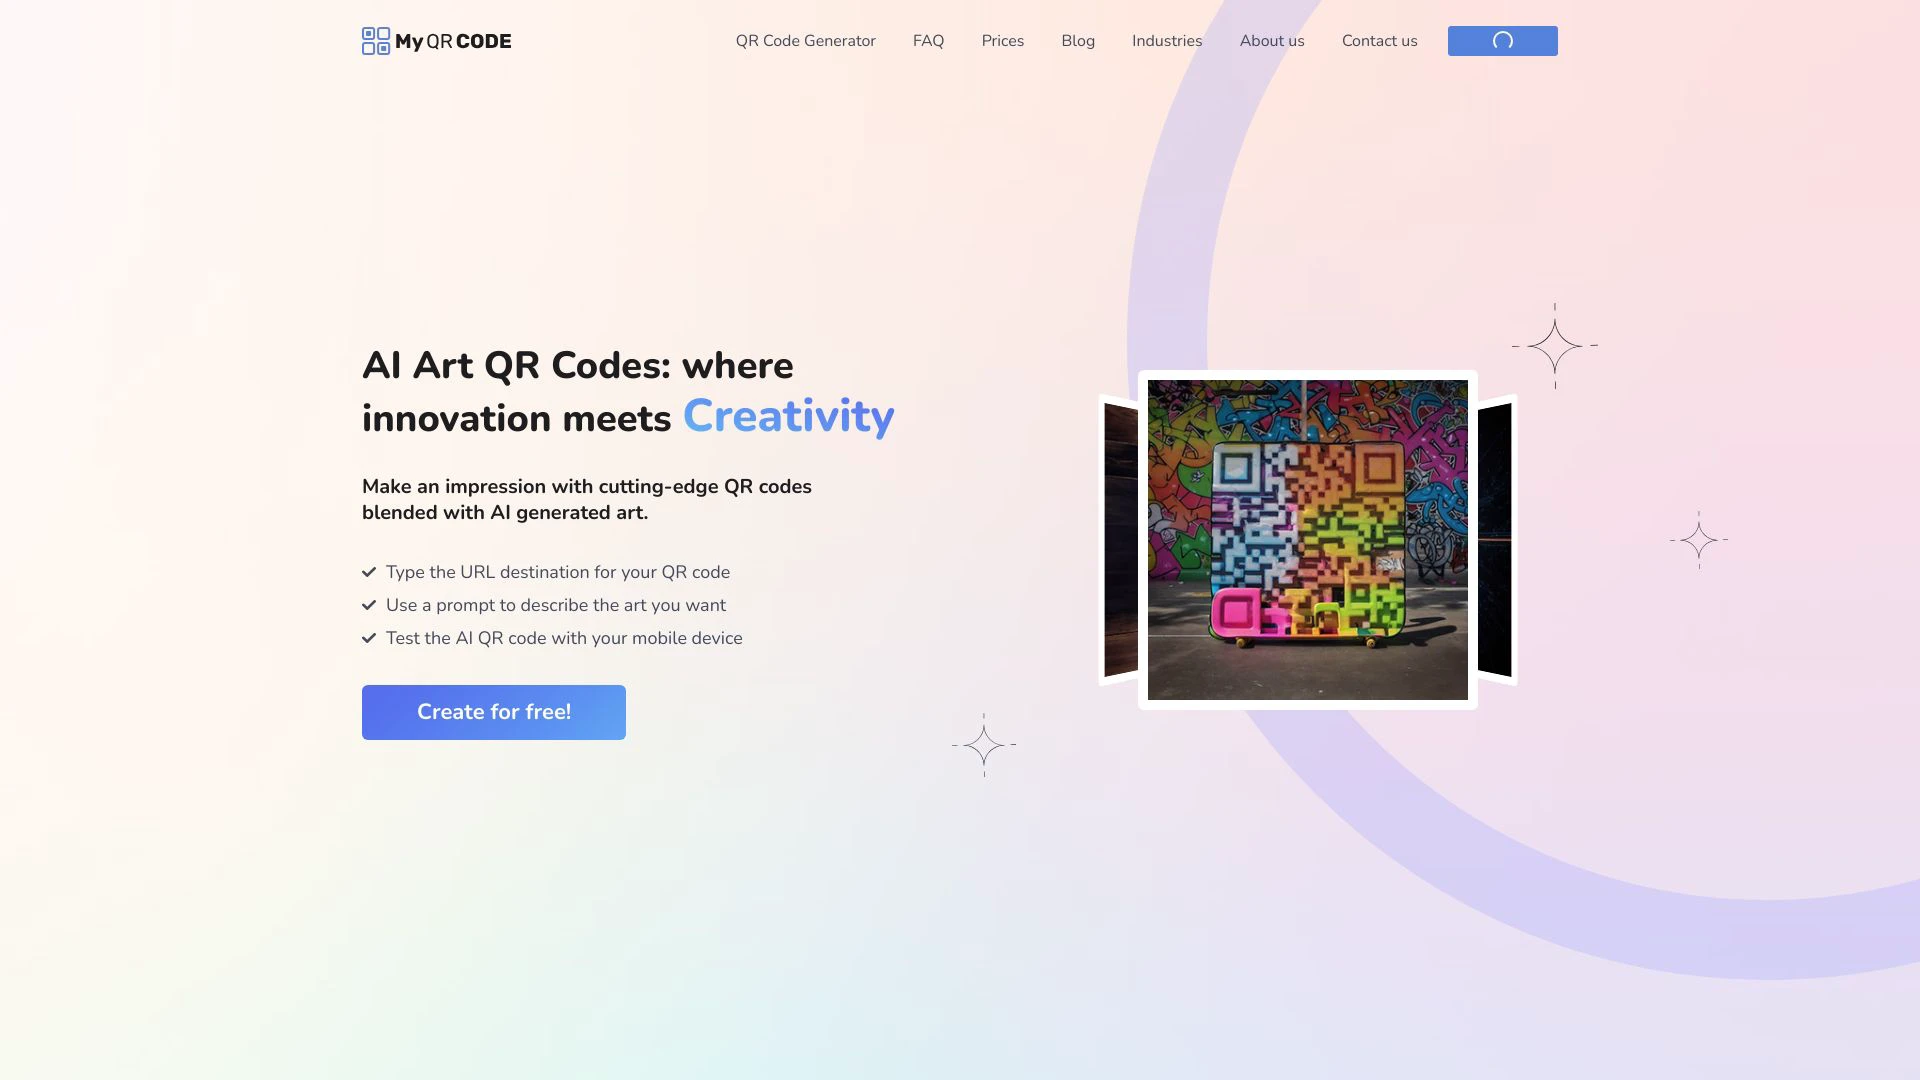 My QR CODE
QR Code Generator
FAQ
Prices
Blog
Industries
About us
Contact us
AI Art QR Codes: where
innovation meets Creativity
Make an impression with cutting-edge QR codes
blended with AI generated art.
Type the URL destination for your QR code
Use a prompt to describe the art you want
Test the AI QR code with your mobile device
Create for free!